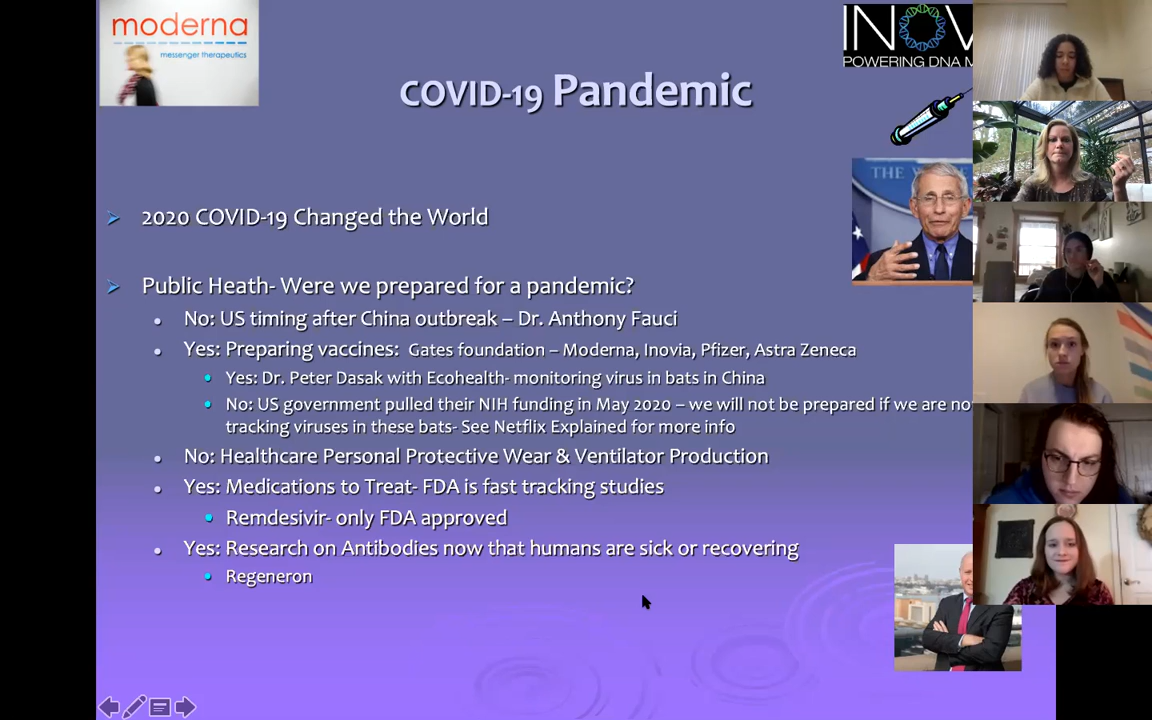 moderna
messenger therapeutics
INOV
POWERING DNA M
COVID-19 Pandemic
THE W
2020 COVID-19 Changed the World
Public Heath- Were we prepared for a pandemic?
No: US timing after China outbreak – Dr. Anthony Fauci
Yes: Preparing vaccines: Gates foundation – Moderna, Inovia, Pfizer, Astra Zeneca
Yes: Dr. Peter Dasak with Ecohealth- monitoring virus in bats in China
No: US government pulled their NIH funding in May 2020 – we will not be prepared if we are no
tracking viruses in these bats- See Netflix Explained for more info
No: Healthcare Personal Protective Wear & Ventilator Production
Yes: Medications to Treat- FDA is fast tracking studies
Remdesivir- only FDA approved
Yes: Research on Antibodies now that humans are sick or recovering
Regeneron